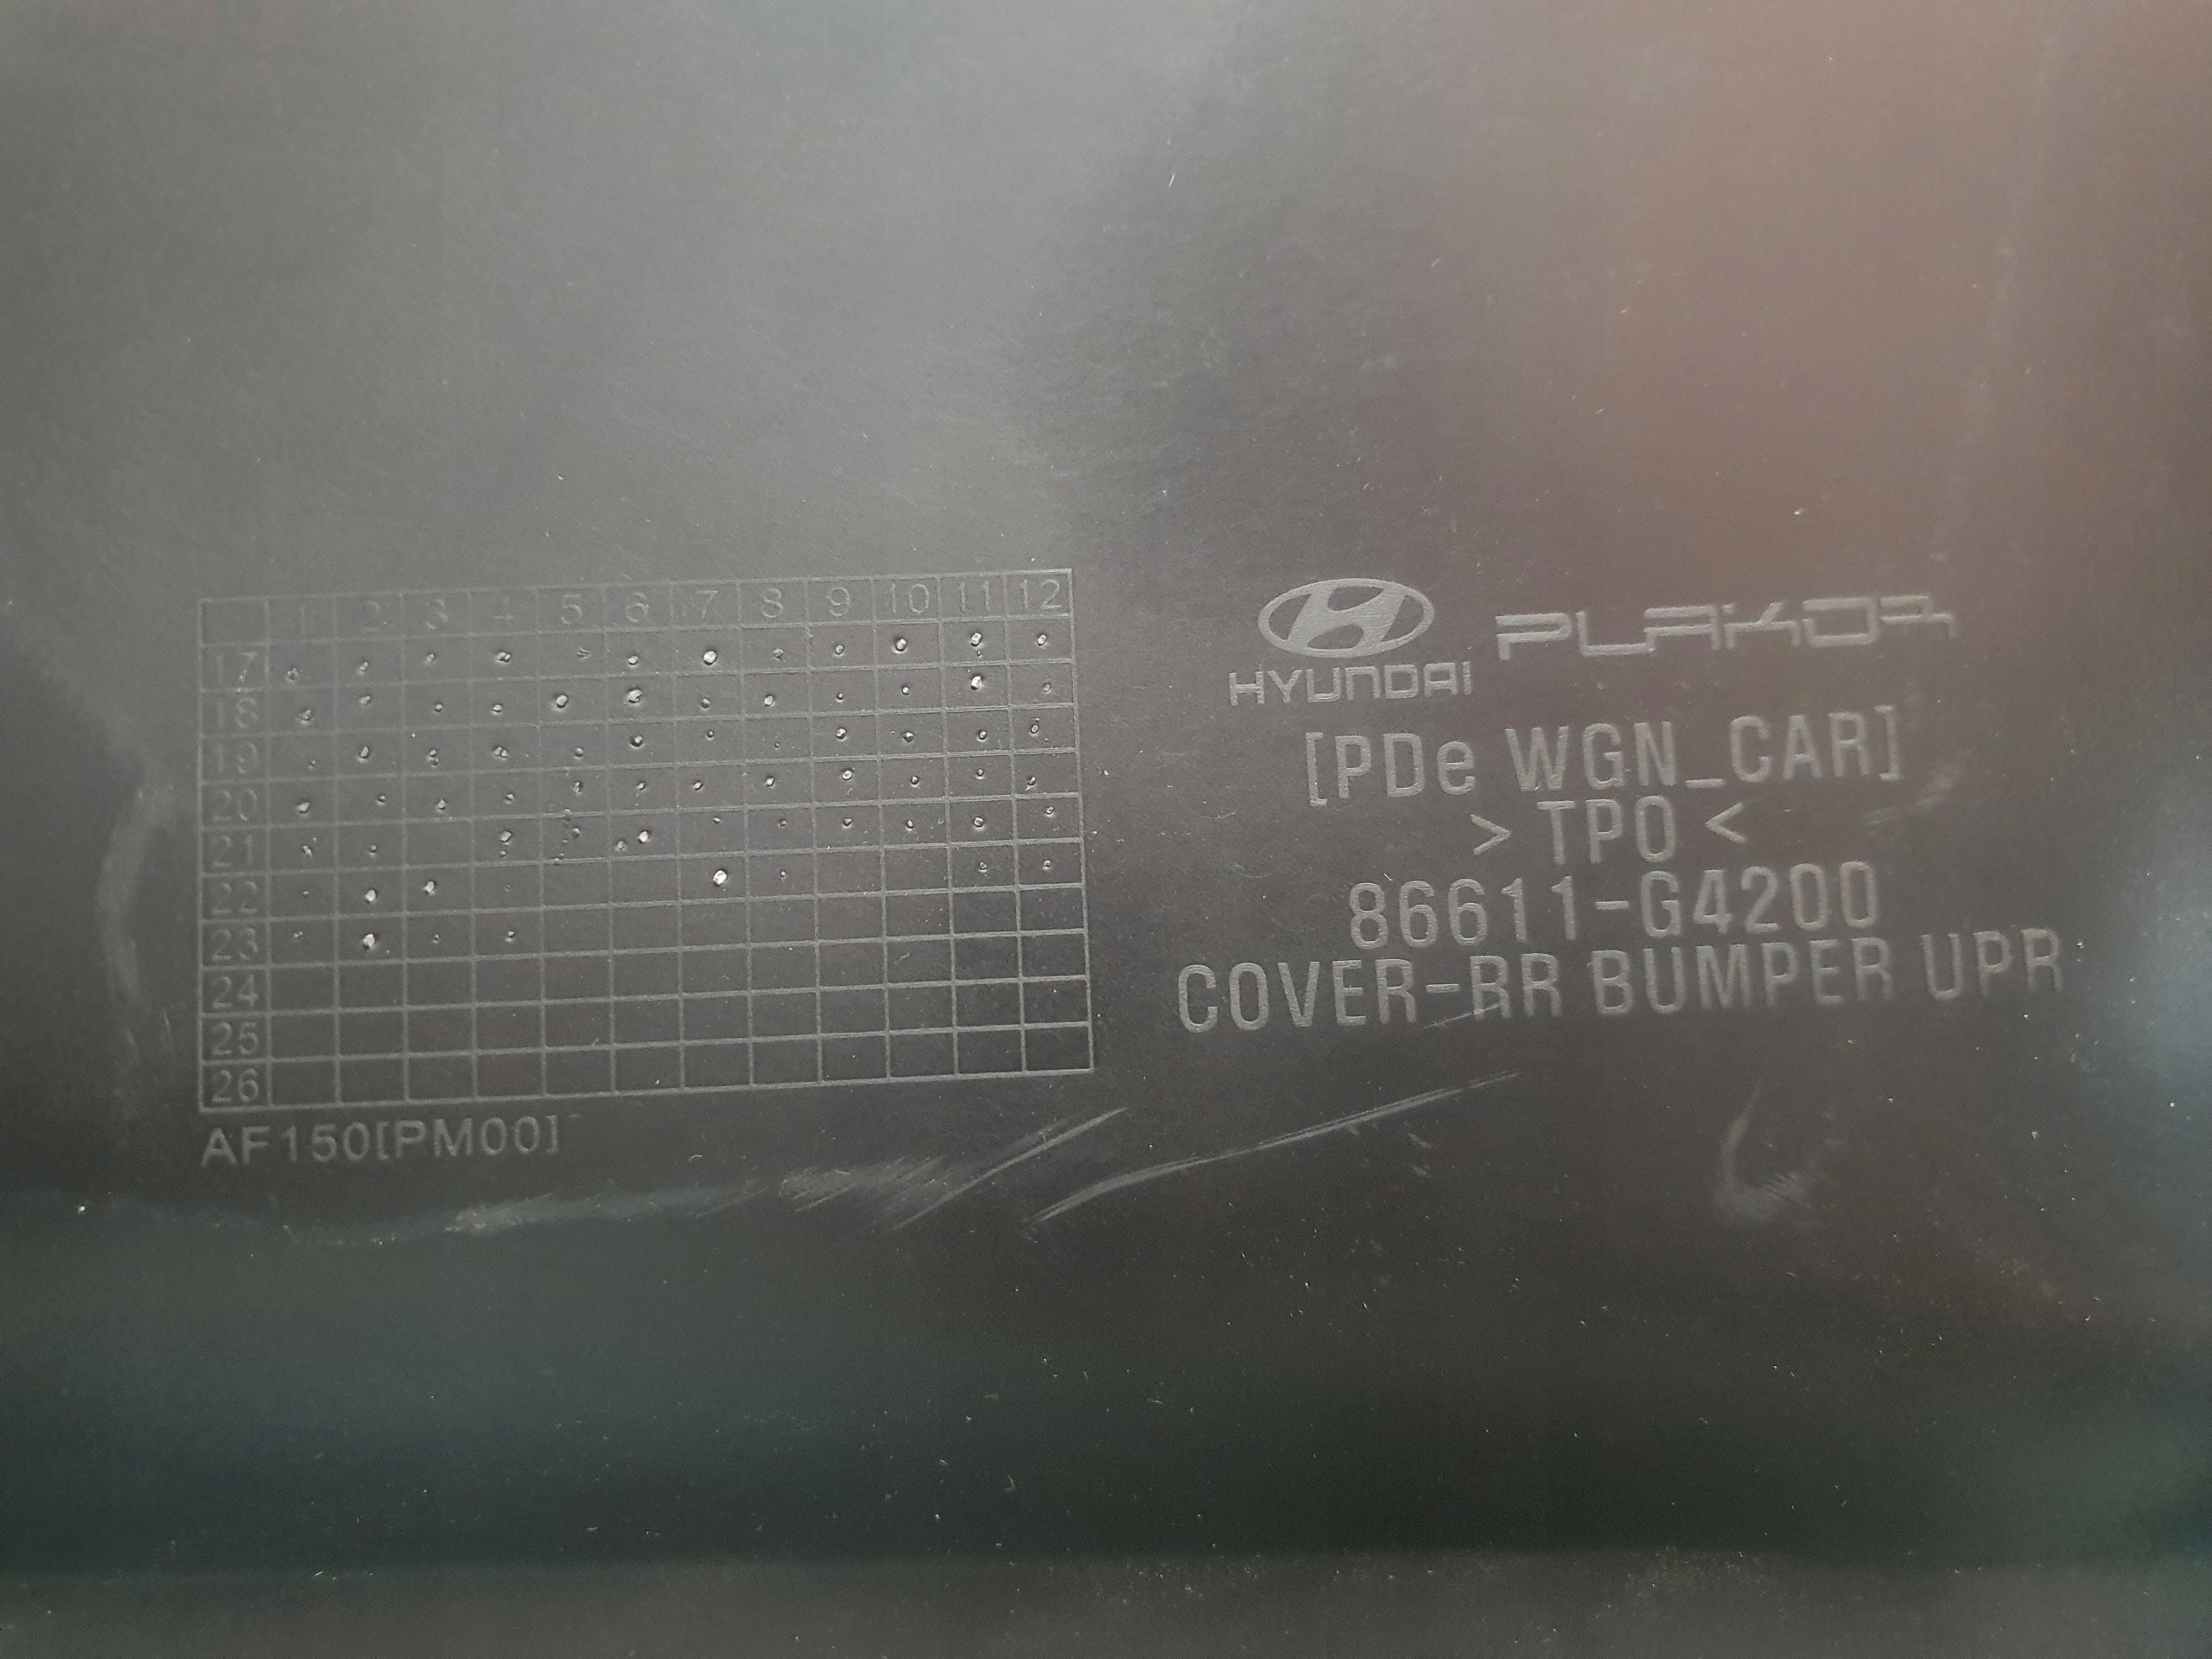 1 2 3 4 5 6 7 8 9 10 11 12
17
18
19
20
21
22
23
24
25
26
AF150[PM00]
HYUNDAI PLAKOR
[PDe WGN_CAR]
> TPO <
86611-G4200
COVER-RR BUMPER UPR